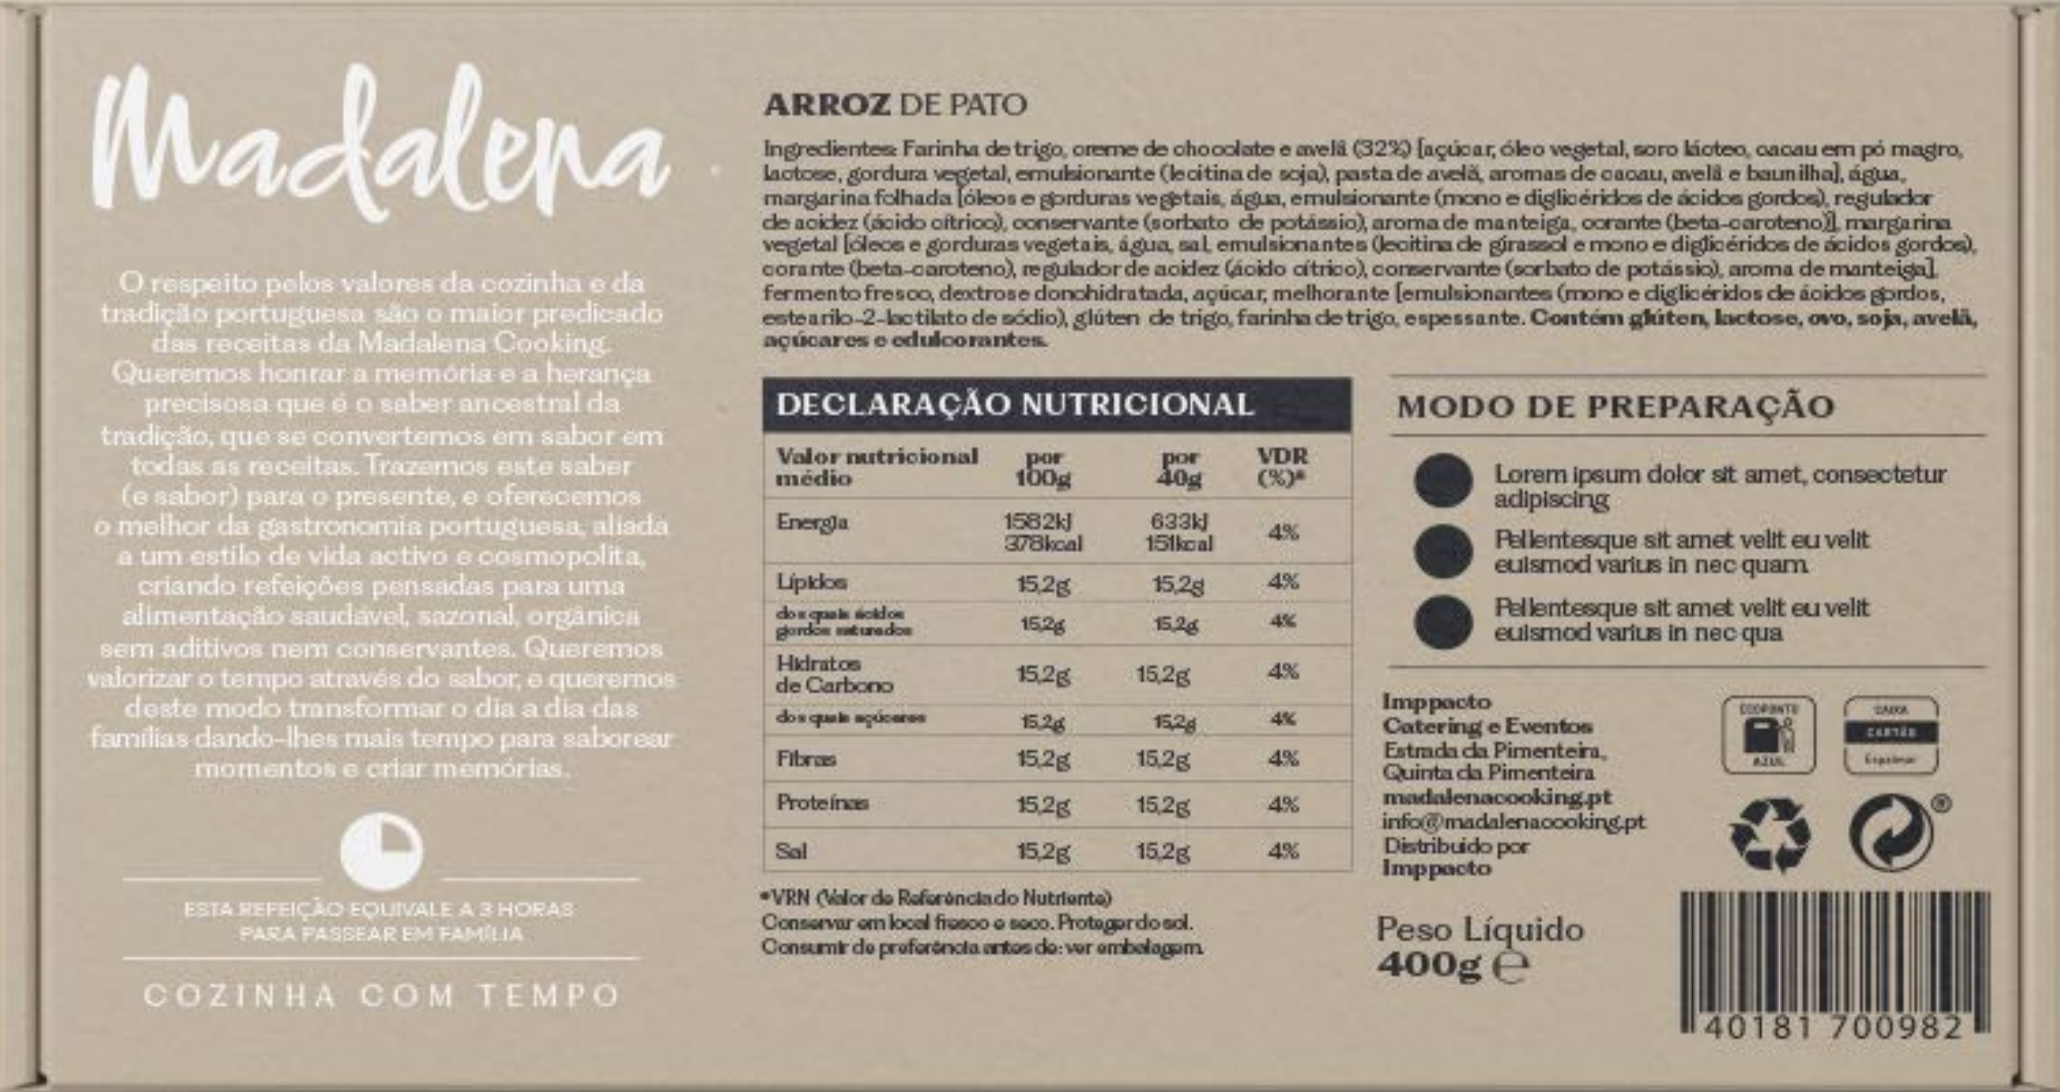 Madalena
O respeito pelos valores da cozinha e da
tradição portuguesa são o maior predicado
das receitas da Madalena Cooking.
Queremos honrar a memória e a herança
precisosa que é o saber ancestral da
tradição, que se convertemos em sabor em
todas as receitas. Trazemos este saber
(e sabor) para o presente, e oferecemos
o melhor da gastronomia portuguesa, aliada
a um estilo de vida activo e cosmopolita,
criando refeições pensadas para uma
alimentação saudável, sazonal, orgânica
sem aditivos nem conservantes. Queremos
valorizar o tempo através do sabor, e queremos
deste modo transformar o dia a dia das
famílias dando-lhes mais tempo para saborear
momentos e criar memórias.
ESTA REFEIÇÃO EQUIVALE A 3 HORAS
PARA PASSEAR EM FAMÍLIA
COZINHA COM TEMPO
ARROZ DE PATO
Ingredientes: Farinha de trigo, creme de chocolate e avelã (32%) [açúcar, óleo vegetal, soro lácteo, cacau em pó magro,
lactose, gordura vegetal, emulsionante (lecitina de soja), pasta de avelã, aromas de cacau, avelã e baunilha], água,
margarina folhada [óleos e gorduras vegetais, água, emulsionante (mono e diglicéridos de ácidos gordos), regulador
de acidez (ácido cítrico), conservante (sorbato de potássio), aroma de manteiga, corante (beta-caroteno)], margarina
vegetal [óleos e gorduras vegetais, água, sal, emulsionantes (lecitina de girassol e mono e diglicéridos de ácidos gordos),
corante (beta-caroteno), regulador de acidez (ácido cítrico), conservante (sorbato de potássio), aroma de manteiga],
fermento fresco, dextrose donohidratada, açúcar, melhorante [emulsionantes (mono e diglicéridos de ácidos gordos,
estearilo-2-lactilato de sódio), glúten de trigo, farinha de trigo, espessante. Contém glúten, lactose, ovo, soja, avelã,
açúcares e edulcorantes.
DECLARAÇÃO NUTRICIONAL
Valor nutricional médio por 100g por 40g VDR (%)*
Energia 1582kJ 378kcal 633kJ 151kcal 4%
Lípidos 15,2g 15,2g 4%
dos quais ácidos gordos saturados 15,2g 15,2g 4%
Hidratos de Carbono 15,2g 15,2g 4%
dos quais açúcares 15,2g 15,2g 4%
Fibras 15,2g 15,2g 4%
Proteínas 15,2g 15,2g 4%
Sal 15,2g 15,2g 4%
*VRN (Valor de Referência do Nutriente)
Conservar em local fresco e seco. Proteger do sol.
Consumir de preferência antes de: ver embalagem.
MODO DE PREPARAÇÃO
Lorem ipsum dolor sit amet, consectetur
adipiscing
Pellentesque sit amet velit eu velit
euismod varius in nec quam
Pellentesque sit amet velit eu velit
euismod varius in nec qua
Imppacto
Catering e Eventos
Estrada da Pimenteira,
Quinta da Pimenteira
madalenacooking.pt
info@madalenacooking.pt
Distribuido por
Imppacto
ECOPONTO
AZUL
CAIXA
CARTÃO
Espalmar
®
Peso Líquido
400g e
40181 700982